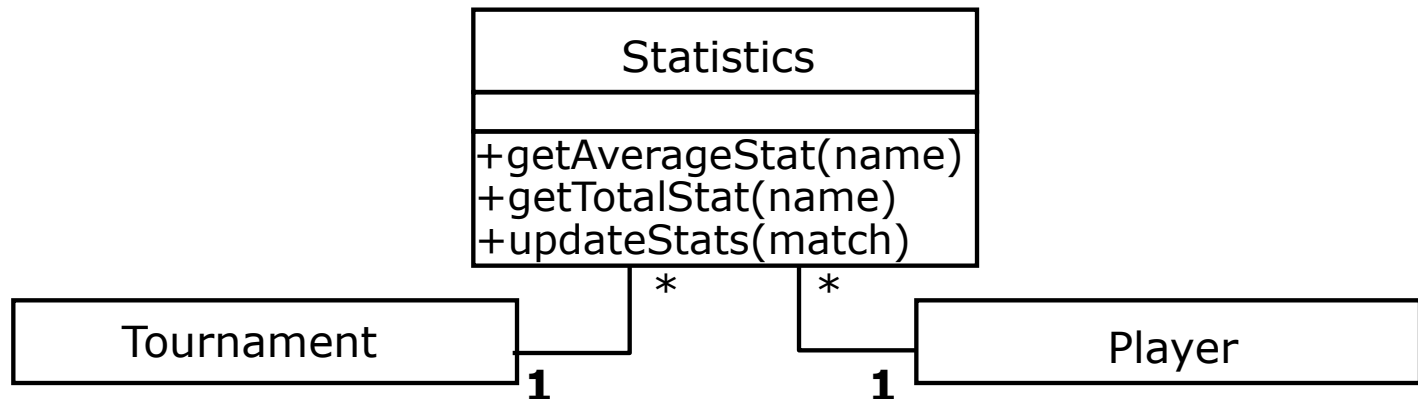 Statistics
+getAverageStat(name)
+getTotalStat(name)
+updateStats(match)
* *
Tournament
Player
1 1